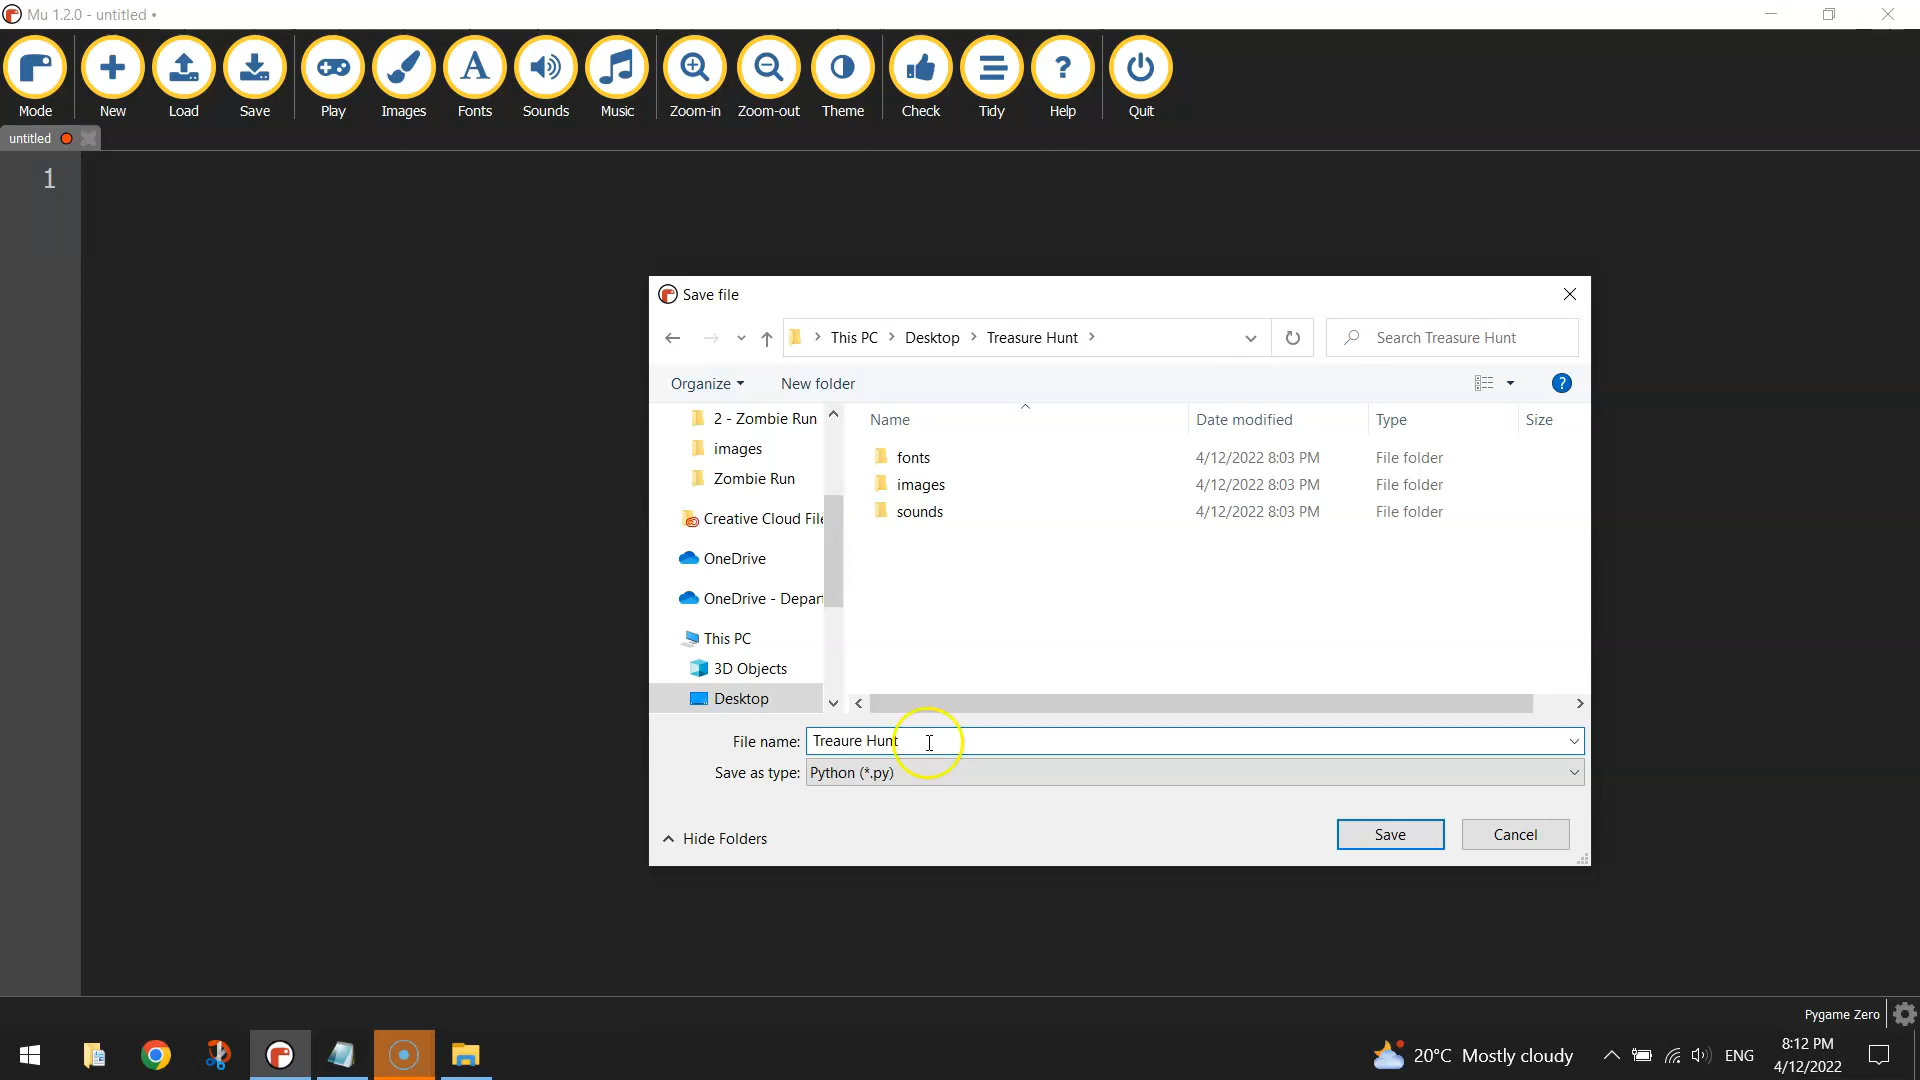 Mu 1.2.0 - untitled •
Mode New Load Save Play Images Fonts Sounds Music Zoom-in Zoom-out Theme Check Tidy Help Quit
untitled
1
Save file
This PC > Desktop > Treasure Hunt >
Search Treasure Hunt
Organize New folder
Name Date modified Type Size
2 - Zombie Run
images
Zombie Run
Creative Cloud File
OneDrive
OneDrive - Depart
This PC
3D Objects
Desktop
fonts 4/12/2022 8:03 PM File folder
images 4/12/2022 8:03 PM File folder
sounds 4/12/2022 8:03 PM File folder
File name: Treaure Hunt
Save as type: Python (*.py)
Hide Folders
Save Cancel
Pygame Zero
20°C Mostly cloudy
ENG
8:12 PM
4/12/2022